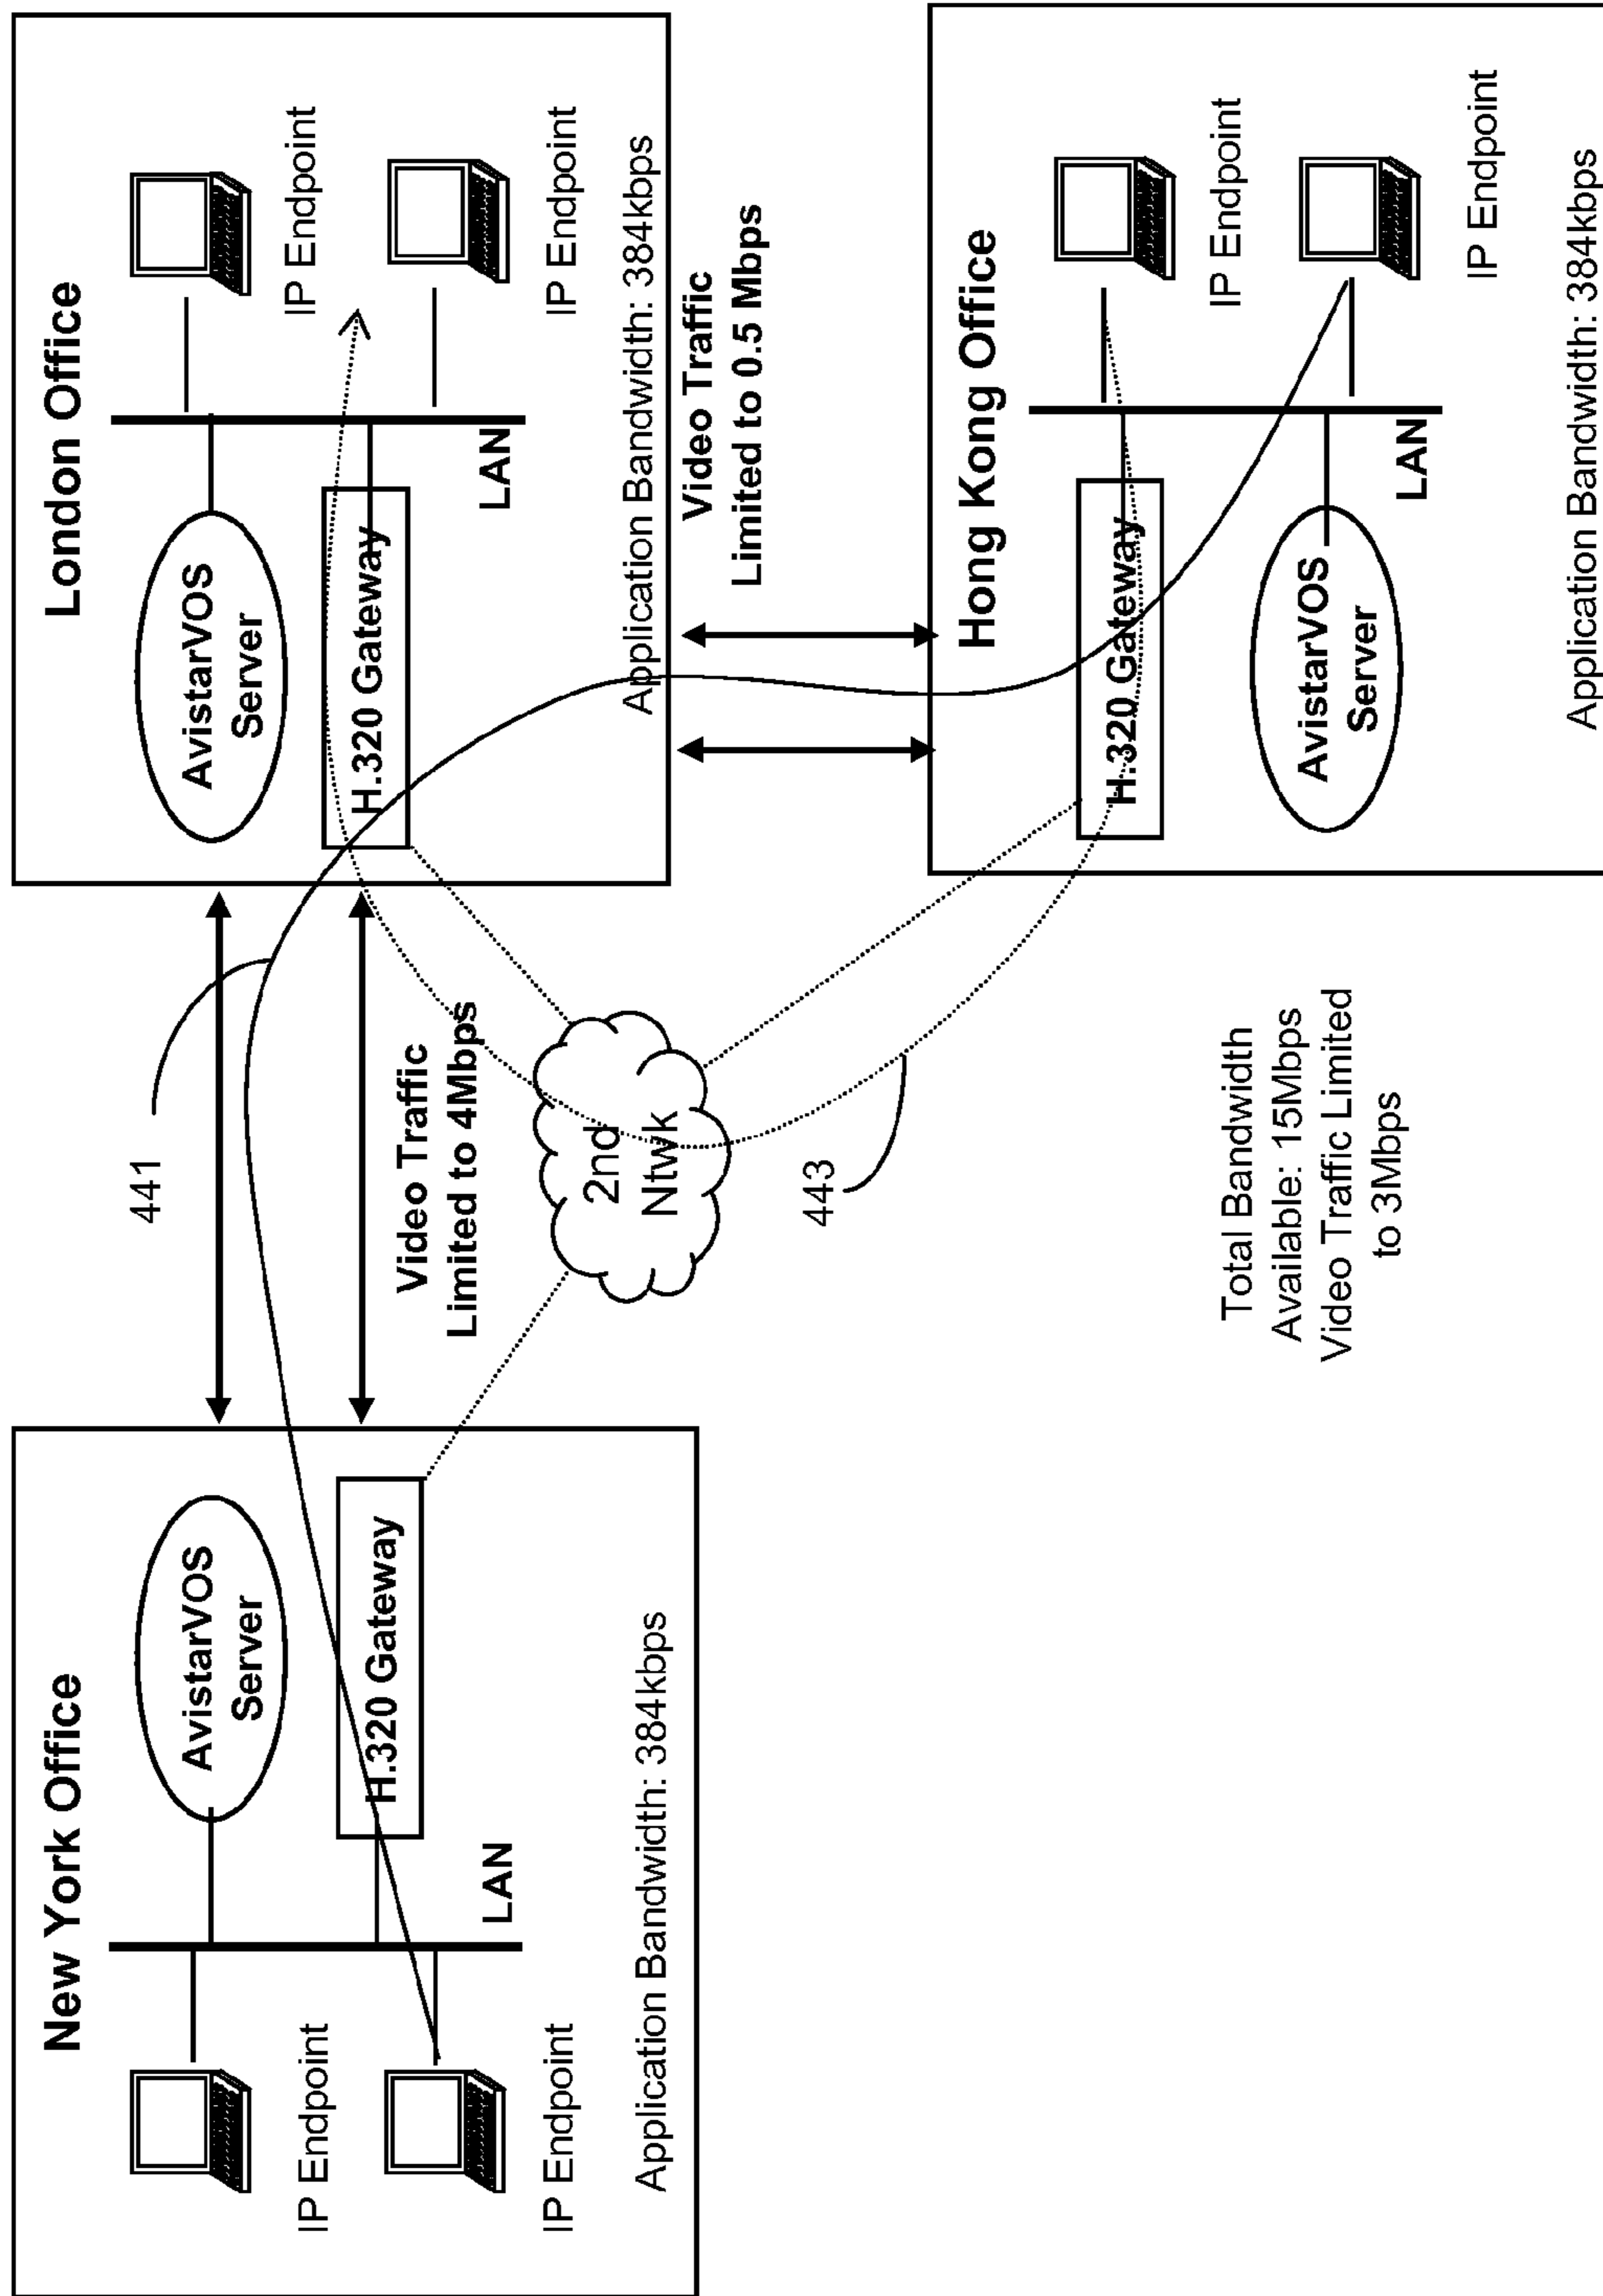 New York Office
AvistarVOS
Server
H.320 Gateway
LAN
IP Endpoint
IP Endpoint
Application Bandwidth: 384kbps
441
Video Traffic
Limited to 4Mbps
2nd
Ntwk
443
London Office
AvistarVOS
Server
H.320 Gateway
LAN
IP Endpoint
IP Endpoint
Application Bandwidth: 384kbps
Video Traffic
Limited to 0.5 Mbps
Hong Kong Office
H.320 Gateway
IP Endpoint
AvistarVOS
Server
LAN
IP Endpoint
Application Bandwidth: 384kbps
Total Bandwidth
Available: 15Mbps
Video Traffic Limited
to 3Mbps